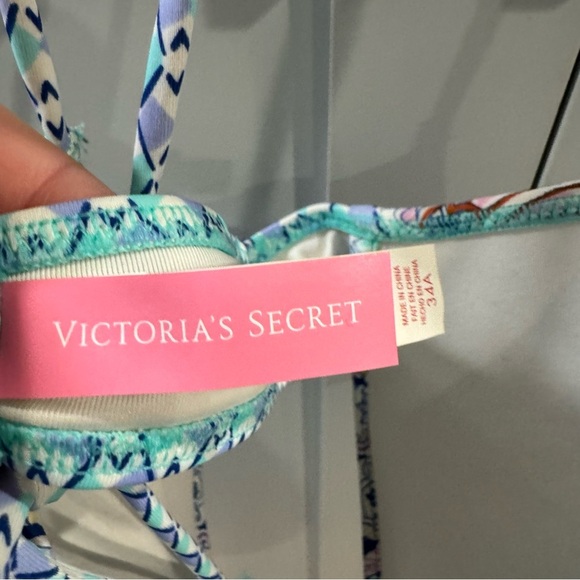 VICTORIA'S SECRET
MADE IN CHINA
FAIT EN CHINE
HECHO EN CHINA
34A